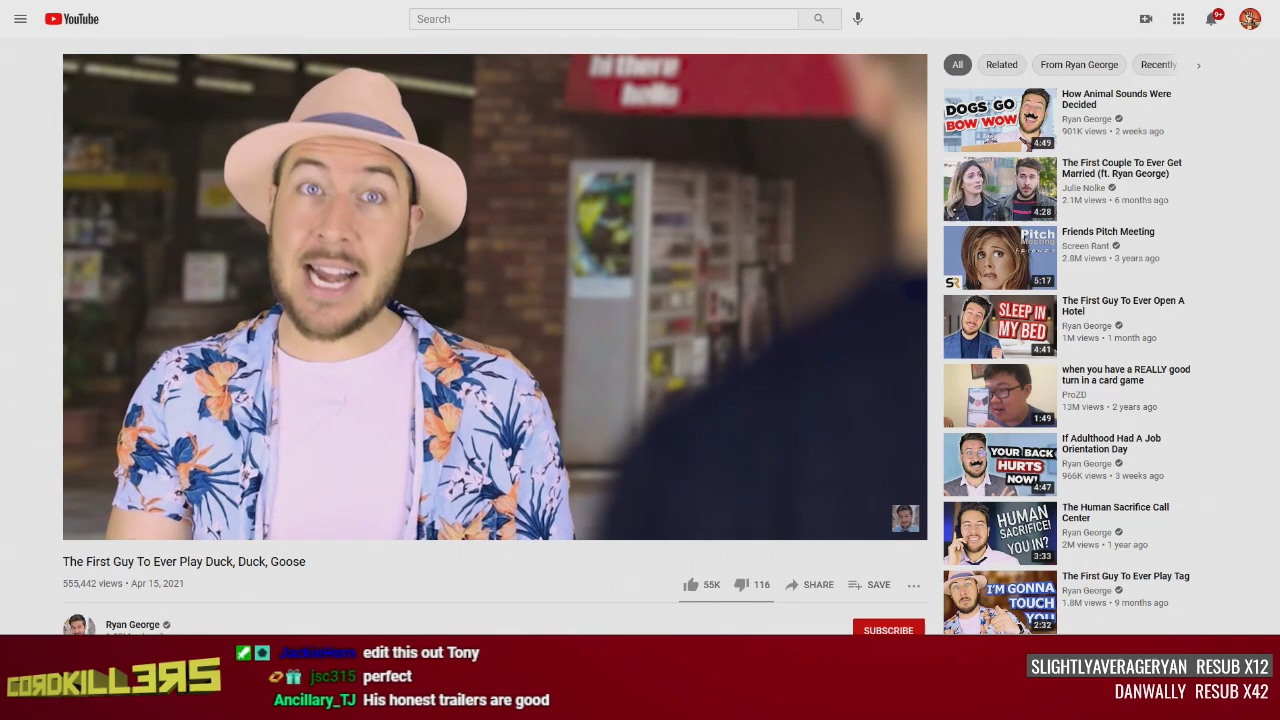 YouTube
Search
9+
hi there
hello
The First Guy To Ever Play Duck, Duck, Goose
555,442 views • Apr 15, 2021
55K
116
SHARE
SAVE
Ryan George
SUBSCRIBE
All
Related
From Ryan George
Recently
DOGS GO
BOW WOW
4:49
How Animal Sounds Were
Decided
Ryan George
901K views • 2 weeks ago
4:28
The First Couple To Ever Get
Married (ft. Ryan George)
Julie Nolke
2.1M views • 6 months ago
Pitch
Meeting
FRIENDS
SR
5:17
Friends Pitch Meeting
Screen Rant
2.8M views • 3 years ago
SLEEP IN
MY BED
4:41
The First Guy To Ever Open A
Hotel
Ryan George
1M views • 1 month ago
1:49
when you have a REALLY good
turn in a card game
ProZD
13M views • 2 years ago
YOUR BACK
HURTS
NOW!
4:47
If Adulthood Had A Job
Orientation Day
Ryan George
966K views • 3 weeks ago
HUMAN
SACRIFICE!
YOU IN?
3:33
The Human Sacrifice Call
Center
Ryan George
2M views • 1 year ago
I'M GONNA
TOUCH
YOU
2:32
The First Guy To Ever Play Tag
Ryan George
1.8M views • 9 months ago
CORDKILL3RS
edit this out Tony
jsc315 perfect
Ancillary_TJ His honest trailers are good
SLIGHTLYAVERAGERYAN RESUB X12
DANWALLY RESUB X42